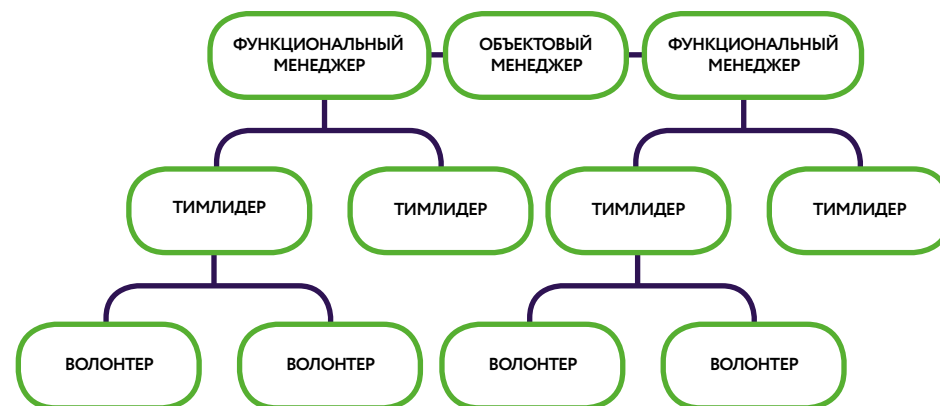 ФУНКЦИОНАЛЬНЫЙ
МЕНЕДЖЕР
ОБЪЕКТОВЫЙ
МЕНЕДЖЕР
ФУНКЦИОНАЛЬНЫЙ
МЕНЕДЖЕР
ТИМЛИДЕР
ТИМЛИДЕР
ТИМЛИДЕР
ТИМЛИДЕР
ВОЛОНТЕР
ВОЛОНТЕР
ВОЛОНТЕР
ВОЛОНТЕР